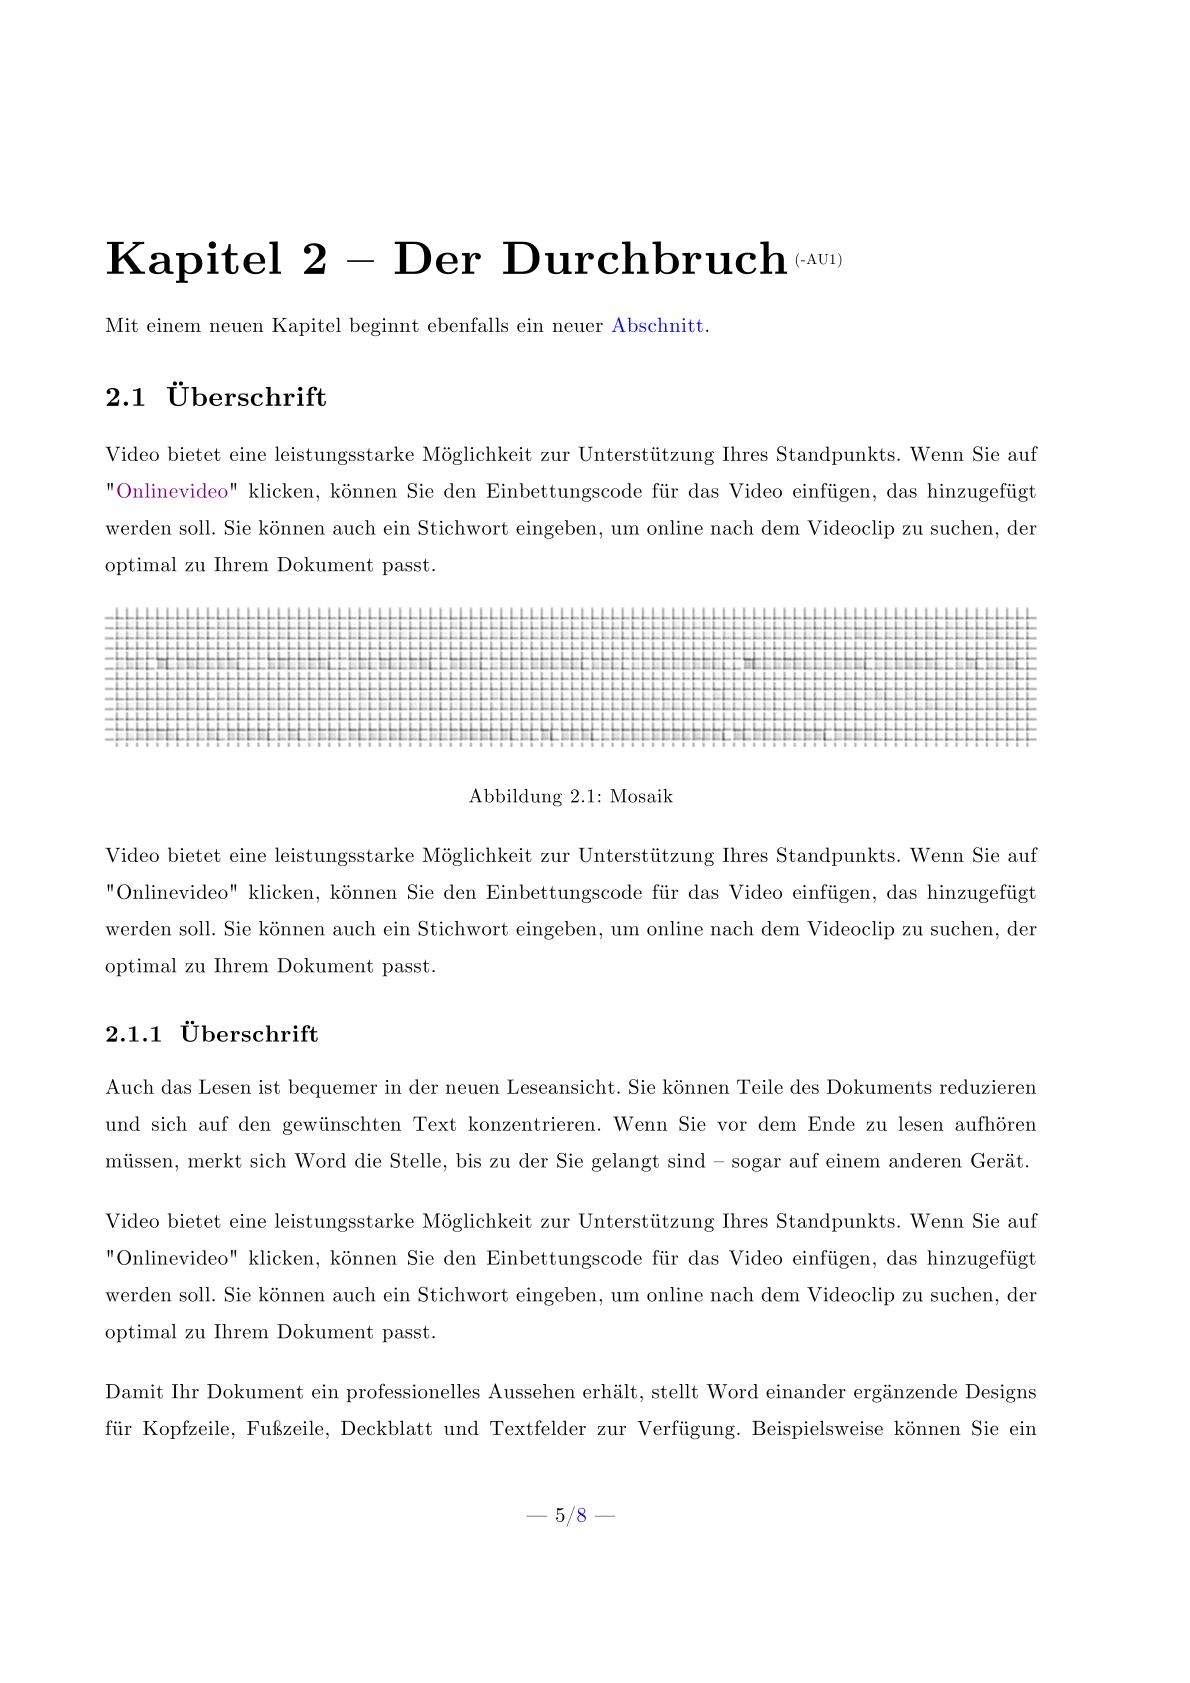 Kapitel 2 – Der Durchbruch (-AU1)
Mit einem neuen Kapitel beginnt ebenfalls ein neuer Abschnitt.
2.1 Überschrift
Video bietet eine leistungsstarke Möglichkeit zur Unterstützung Ihres Standpunkts. Wenn Sie auf
"Onlinevideo" klicken, können Sie den Einbettungscode für das Video einfügen, das hinzugefügt
werden soll. Sie können auch ein Stichwort eingeben, um online nach dem Videoclip zu suchen, der
optimal zu Ihrem Dokument passt.
Abbildung 2.1: Mosaik
Video bietet eine leistungsstarke Möglichkeit zur Unterstützung Ihres Standpunkts. Wenn Sie auf
"Onlinevideo" klicken, können Sie den Einbettungscode für das Video einfügen, das hinzugefügt
werden soll. Sie können auch ein Stichwort eingeben, um online nach dem Videoclip zu suchen, der
optimal zu Ihrem Dokument passt.
2.1.1 Überschrift
Auch das Lesen ist bequemer in der neuen Leseansicht. Sie können Teile des Dokuments reduzieren
und sich auf den gewünschten Text konzentrieren. Wenn Sie vor dem Ende zu lesen aufhören
müssen, merkt sich Word die Stelle, bis zu der Sie gelangt sind – sogar auf einem anderen Gerät.
Video bietet eine leistungsstarke Möglichkeit zur Unterstützung Ihres Standpunkts. Wenn Sie auf
"Onlinevideo" klicken, können Sie den Einbettungscode für das Video einfügen, das hinzugefügt
werden soll. Sie können auch ein Stichwort eingeben, um online nach dem Videoclip zu suchen, der
optimal zu Ihrem Dokument passt.
Damit Ihr Dokument ein professionelles Aussehen erhält, stellt Word einander ergänzende Designs
für Kopfzeile, Fußzeile, Deckblatt und Textfelder zur Verfügung. Beispielsweise können Sie ein
— 5/8 —